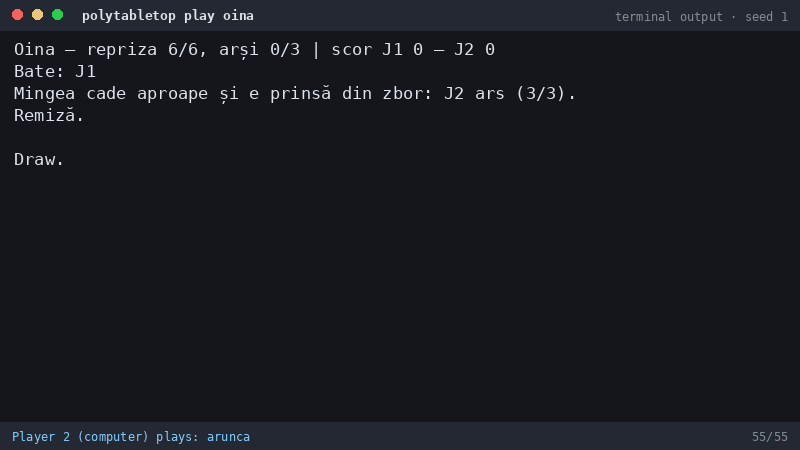 polytabletop play oina
terminal output · seed 1
Oina — repriza 6/6, arși 0/3 | scor J1 0 — J2 0
Bate: J1
Mingea cade aproape și e prinsă din zbor: J2 ars (3/3).
Remiză.
Draw.
Player 2 (computer) plays: arunca
55/55